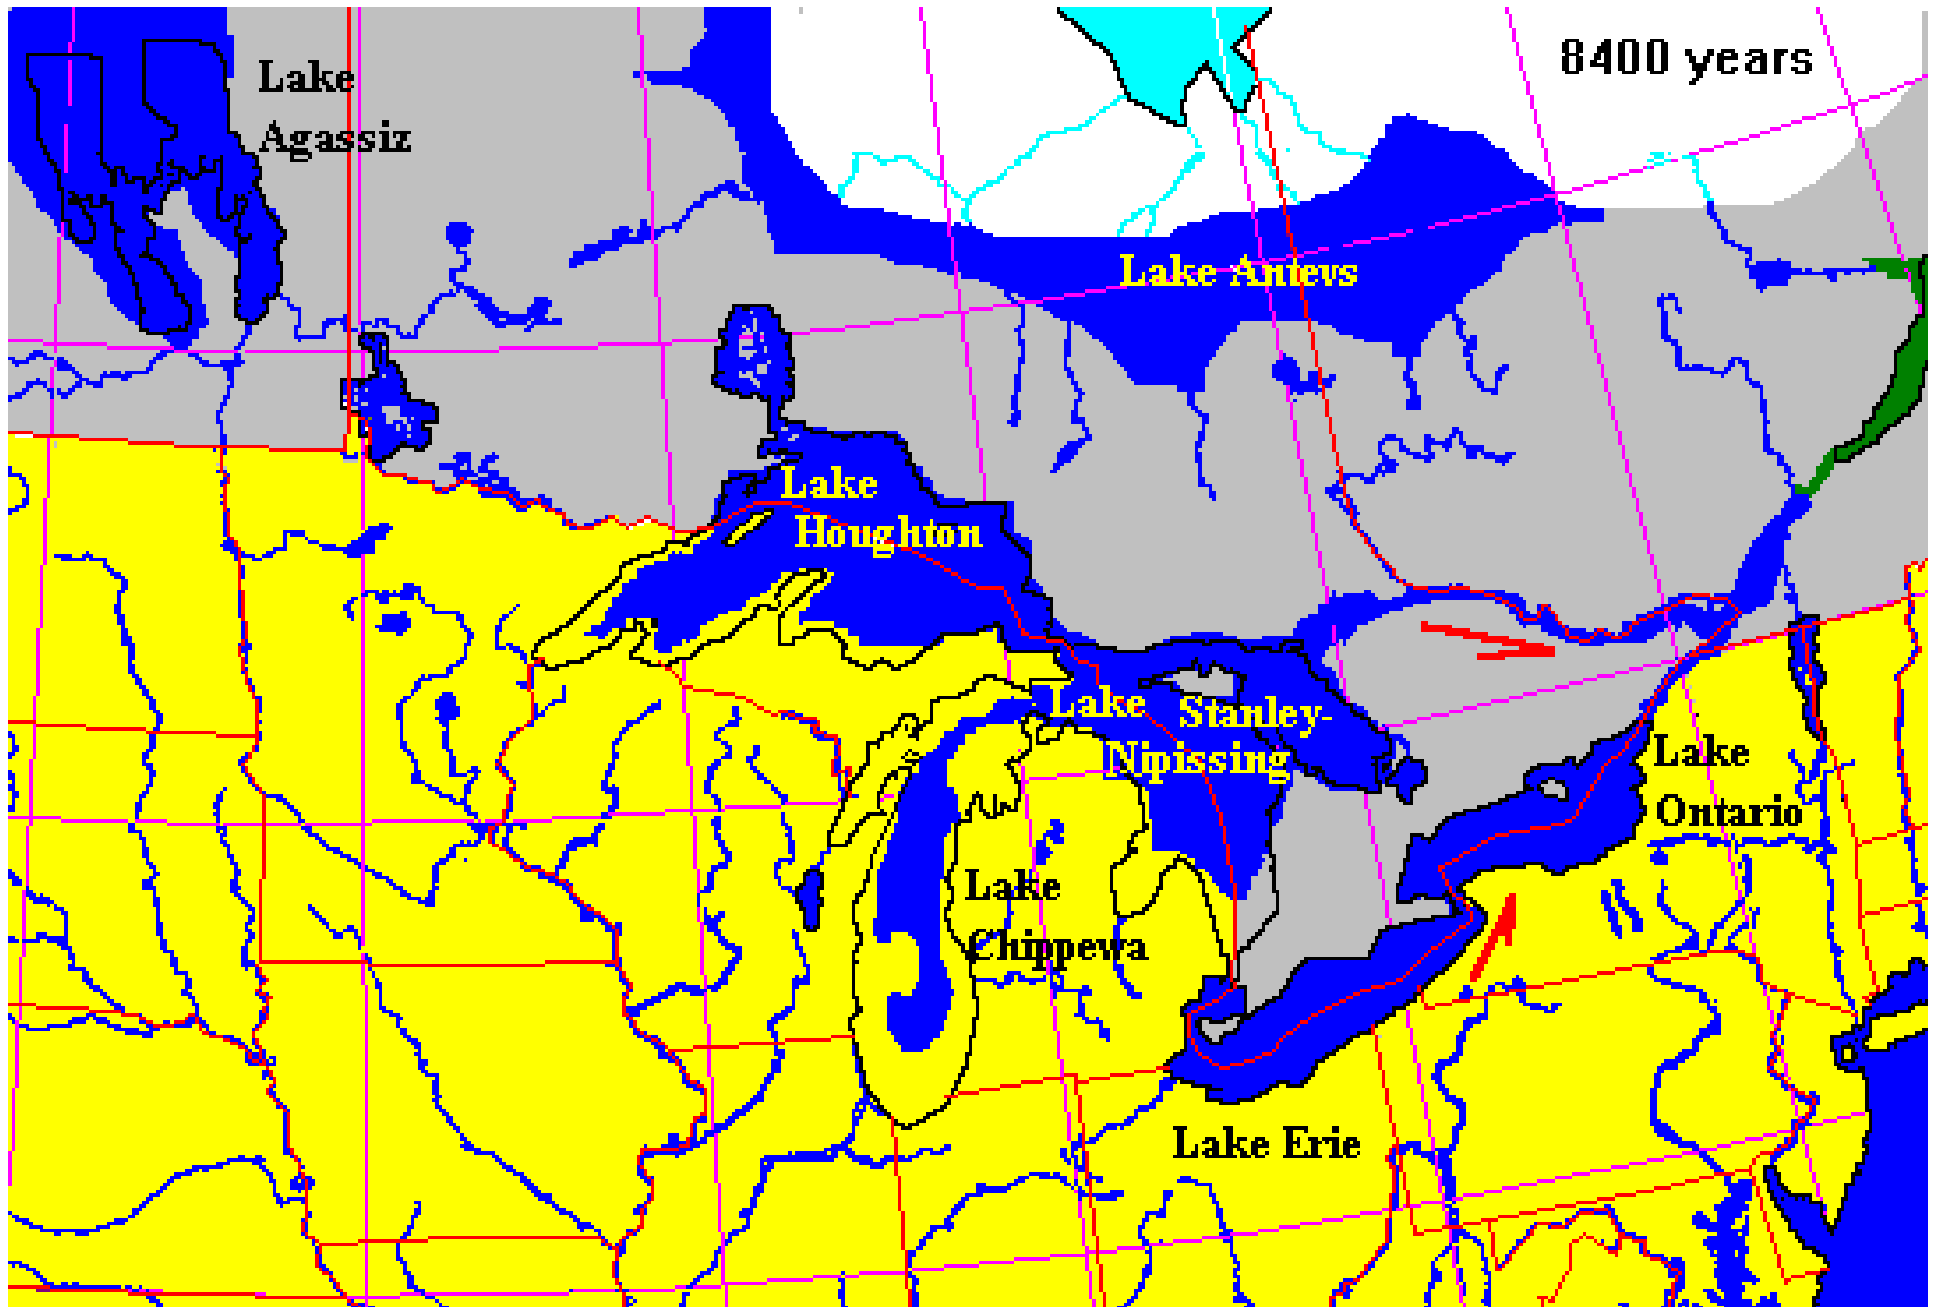 8400 years
Lake
Agassiz
Lake Antevs
Lake
Houghton
Lake Stanley-
Nipissing
Lake
Ontario
Lake
Chippewa
Lake Erie